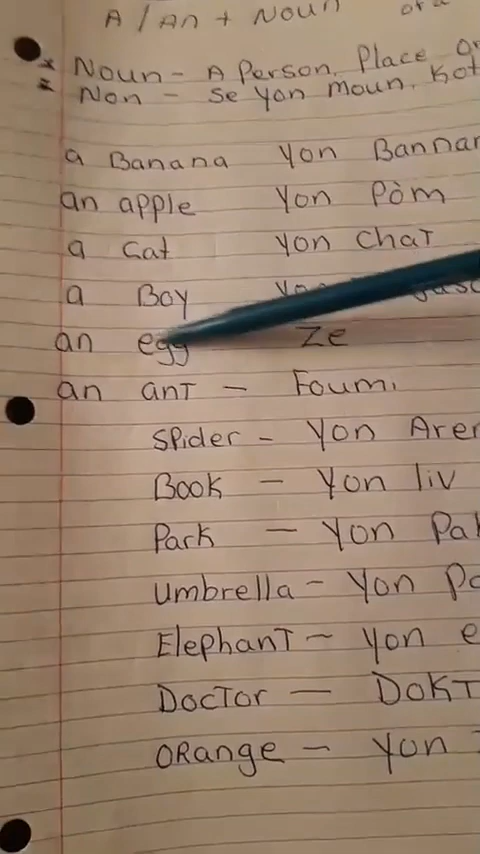 A / An + Noun of a
* Noun - A Person, Place or
* Non - Se yon moun, kot
a Banana Yon Bannan
an apple Yon Pòm
a Cat Yon ChaT
a Boy
an egg Ze
an anT - Foumi
Spider - Yon Aren
Book - Yon liv
Park - Yon Pak
Umbrella - Yon Pa
ElephanT - Yon e
DocTor - DokT
ORange - Yon